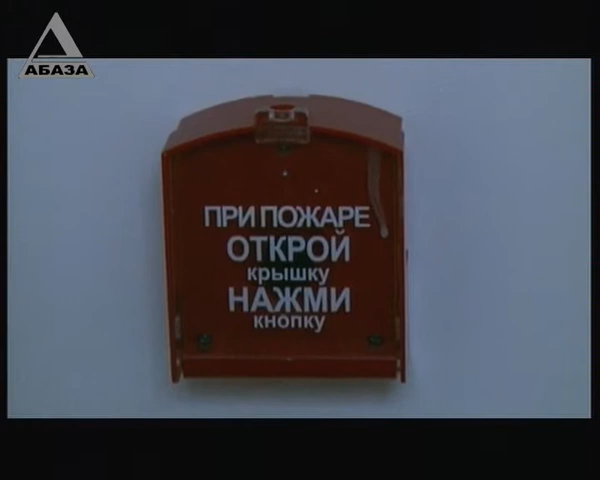 АБАЗА
ПРИ ПОЖАРЕ
ОТКРОЙ
крышку
НАЖМИ
кнопку